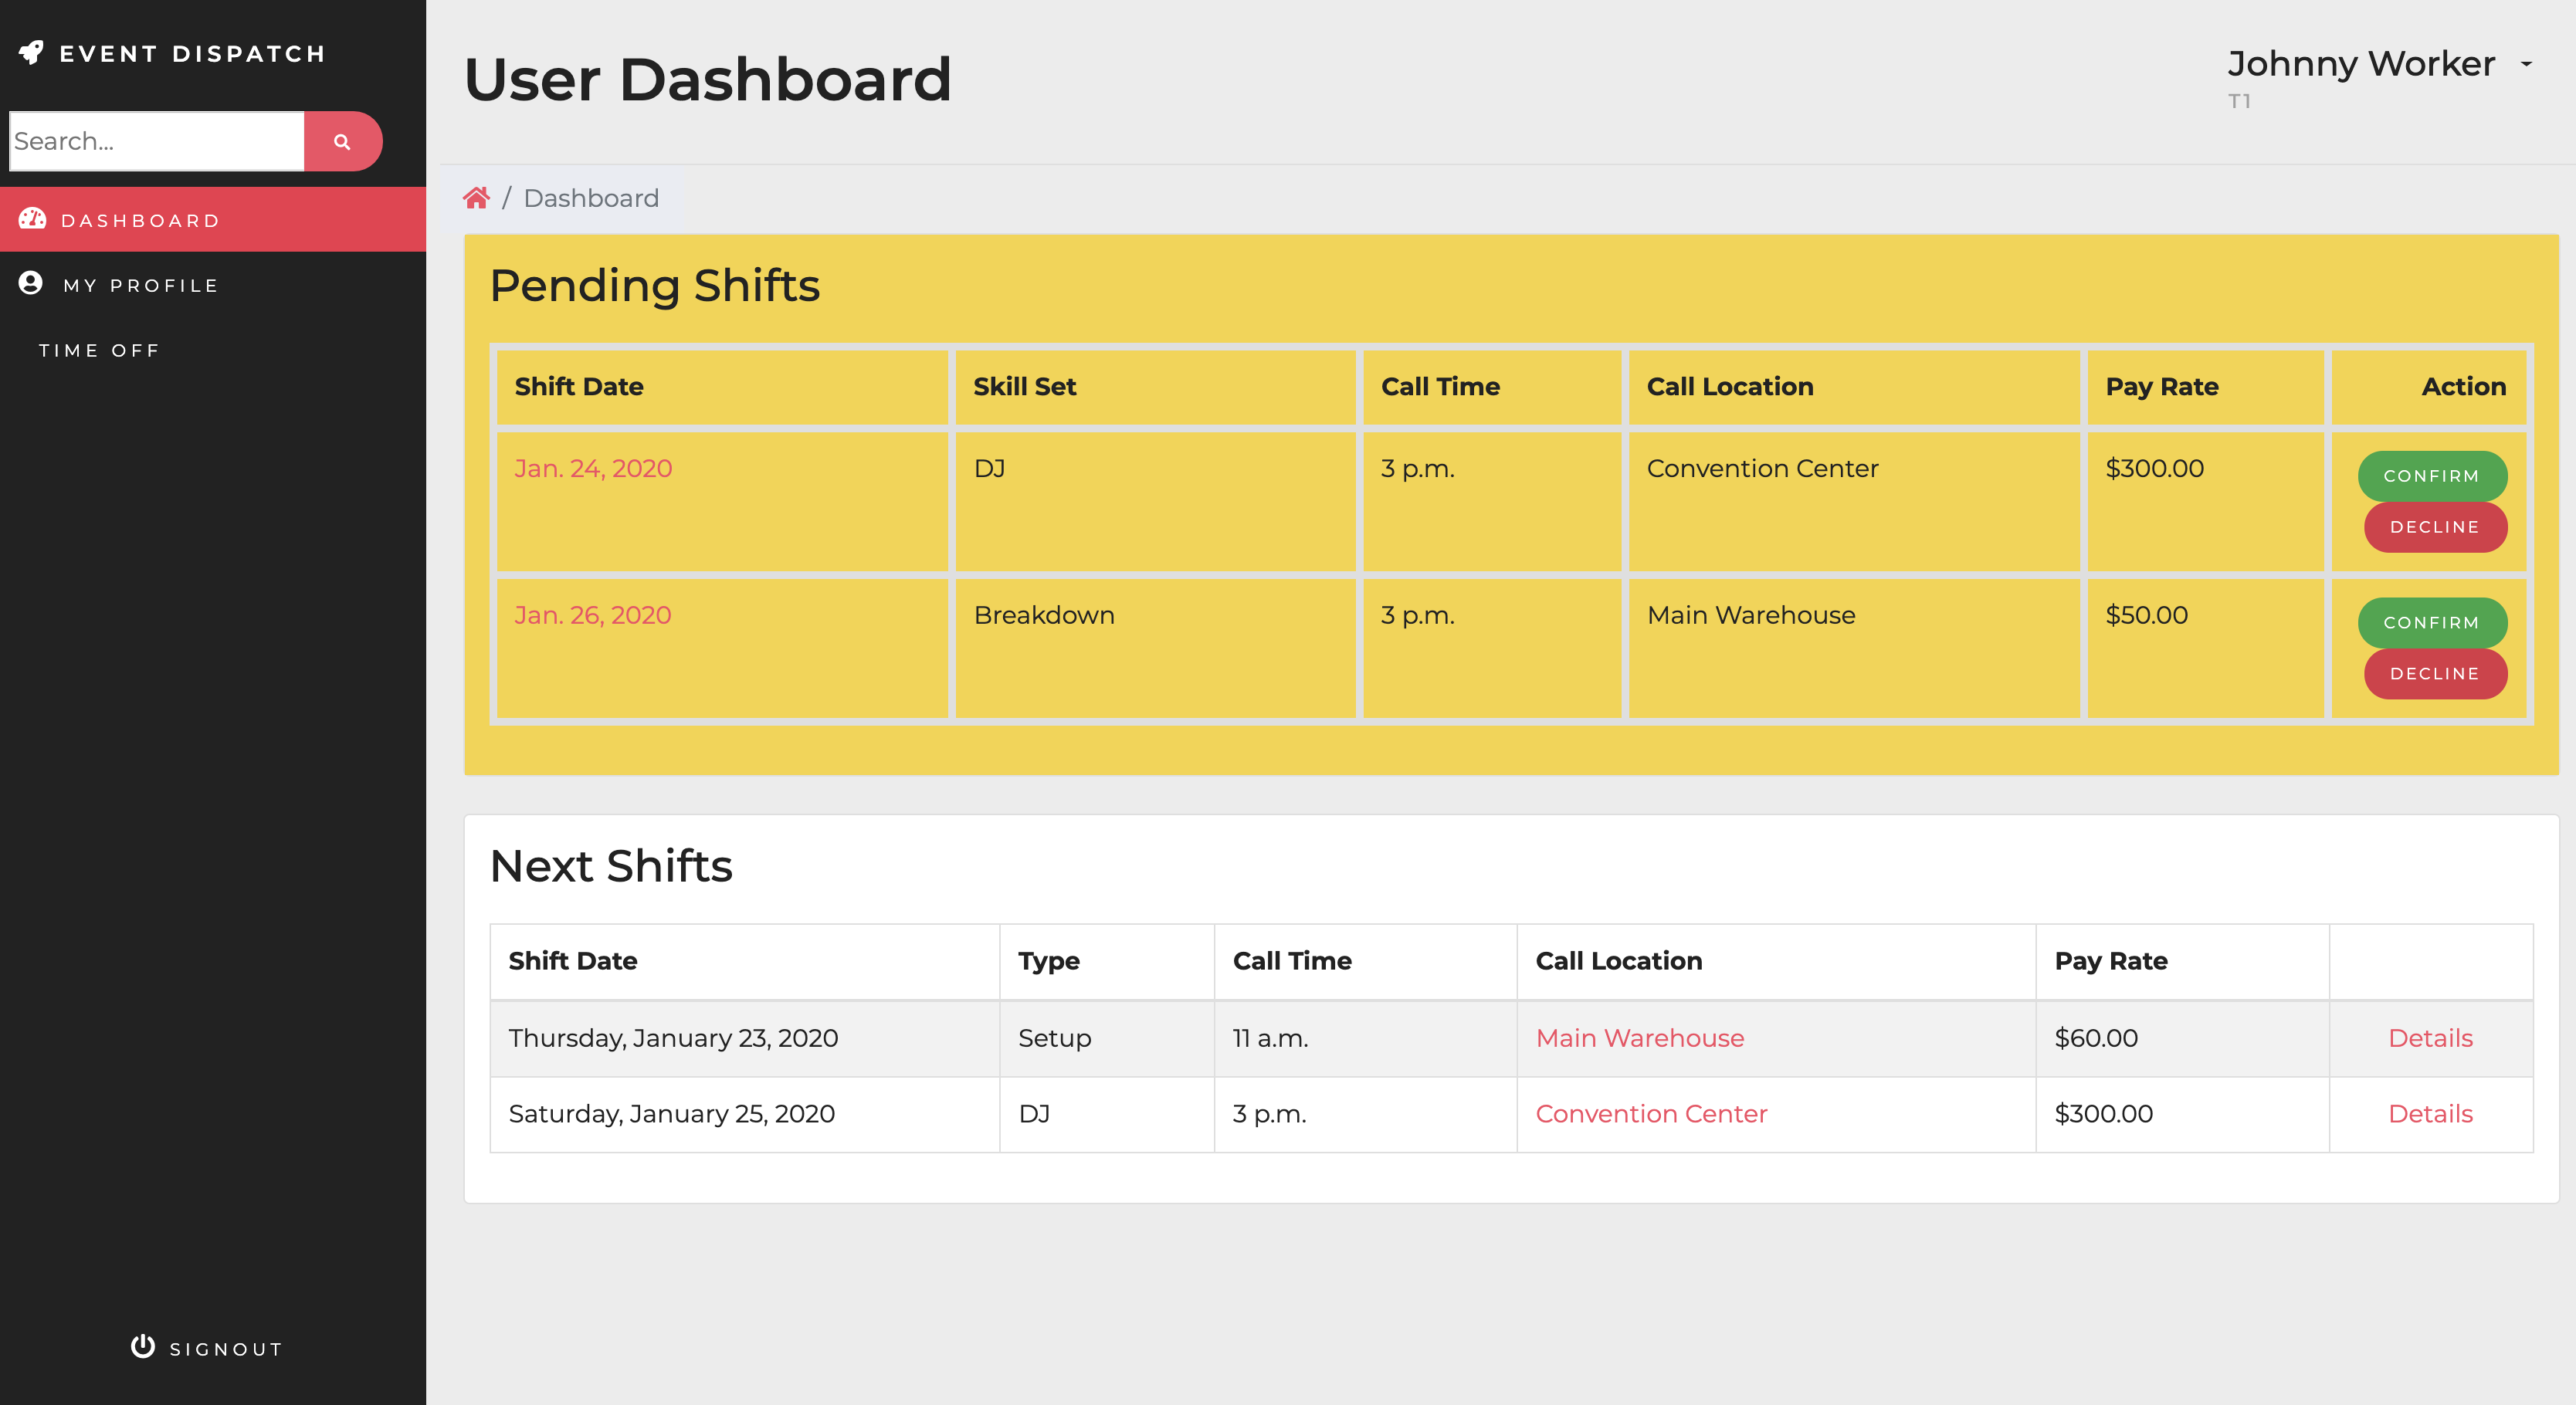 EVENT DISPATCH
Search...
DASHBOARD
MY PROFILE
TIME OFF
SIGNOUT
User Dashboard
Johnny Worker
T1
/ Dashboard
Pending Shifts
Shift Date Skill Set Call Time Call Location Pay Rate Action
Jan. 24, 2020 DJ 3 p.m. Convention Center $300.00 CONFIRM
DECLINE
Jan. 26, 2020 Breakdown 3 p.m. Main Warehouse $50.00 CONFIRM
DECLINE
Next Shifts
Shift Date Type Call Time Call Location Pay Rate
Thursday, January 23, 2020 Setup 11 a.m. Main Warehouse $60.00 Details
Saturday, January 25, 2020 DJ 3 p.m. Convention Center $300.00 Details